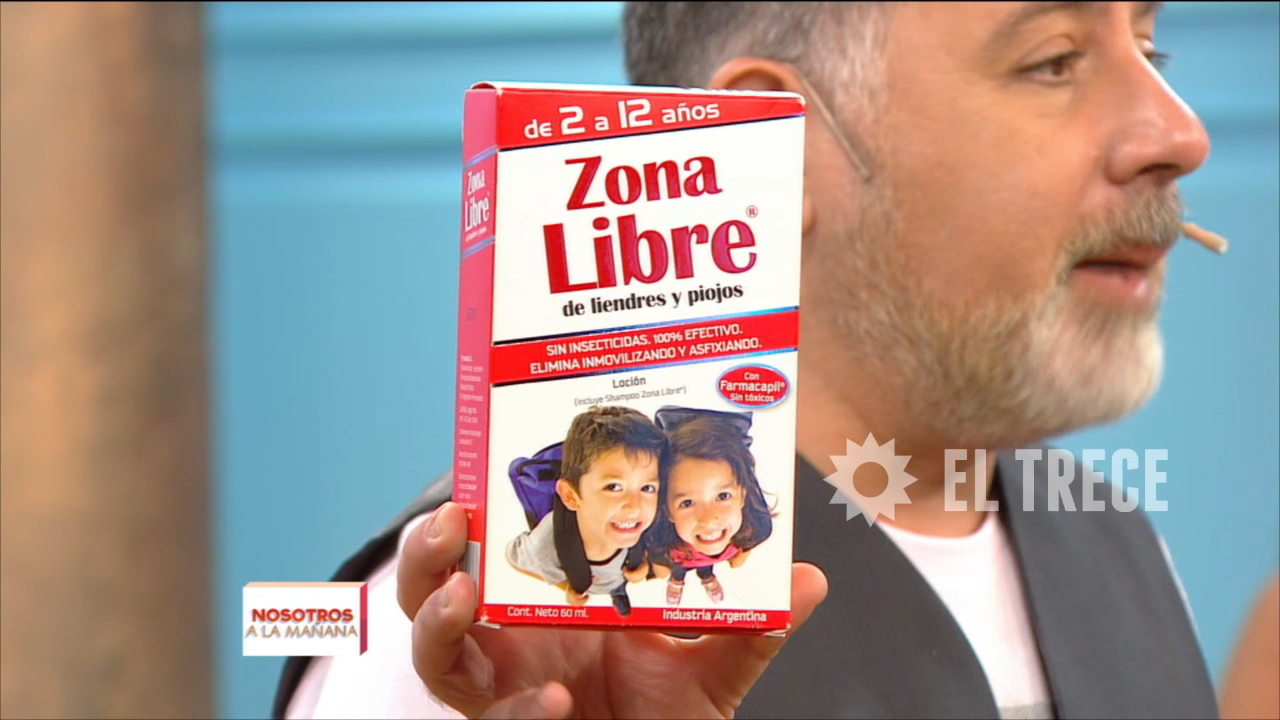 de 2 a 12 años
Zona
Libre®
de liendres y piojos
SIN INSECTICIDAS. 100% EFECTIVO.
ELIMINA INMOVILIZANDO Y ASFIXIANDO.
Loción
(incluye Shampoo Zona Libre®)
Con
Farmacapil®
Sin tóxicos
Cont. Neto 60 ml.
Industria Argentina
Zona
Libre
EL TRECE
NOSOTROS
A LA MAÑANA